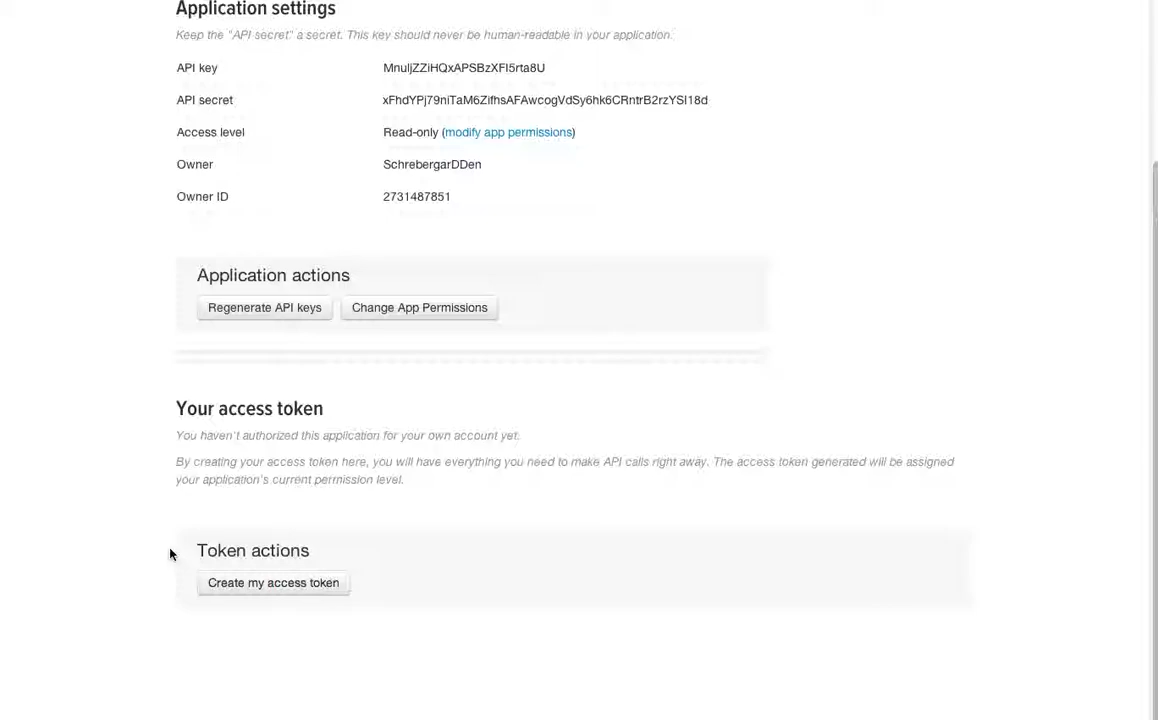 Application settings
Keep the "API secret" a secret. This key should never be human-readable in your application.
API key MnuljZZiHQxAPSBzXFI5rta8U
API secret xFhdYPj79niTaM6ZifhsAFAwcogVdSy6hk6CRntrB2rzYSI18d
Access level Read-only (modify app permissions)
Owner SchrebergarDDen
Owner ID 2731487851
Application actions
Regenerate API keys Change App Permissions
Your access token
You haven't authorized this application for your own account yet.
By creating your access token here, you will have everything you need to make API calls right away. The access token generated will be assigned
your application's current permission level.
Token actions
Create my access token